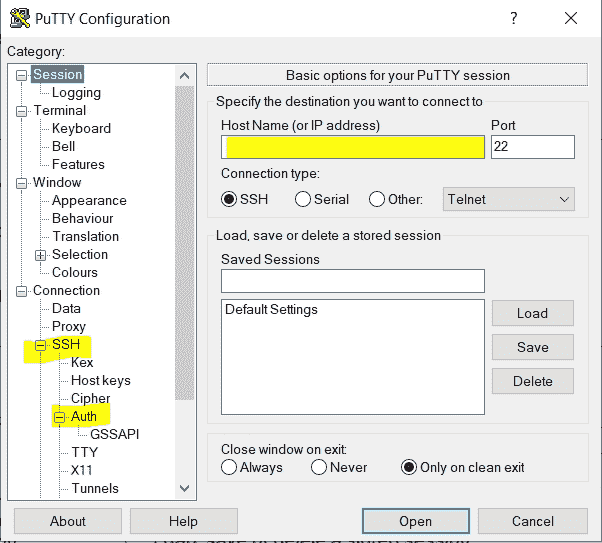 PuTTY Configuration
?
Category:
Session
Logging
Terminal
Keyboard
Bell
Features
Window
Appearance
Behaviour
Translation
Selection
Colours
Connection
Data
Proxy
SSH
Kex
Host keys
Cipher
Auth
GSSAPI
TTY
X11
Tunnels
Basic options for your PuTTY session
Specify the destination you want to connect to
Host Name (or IP address) Port
22
Connection type:
SSH Serial Other: Telnet
Load, save or delete a stored session
Saved Sessions
Default Settings
Load
Save
Delete
Close window on exit:
Always Never Only on clean exit
About Help Open Cancel